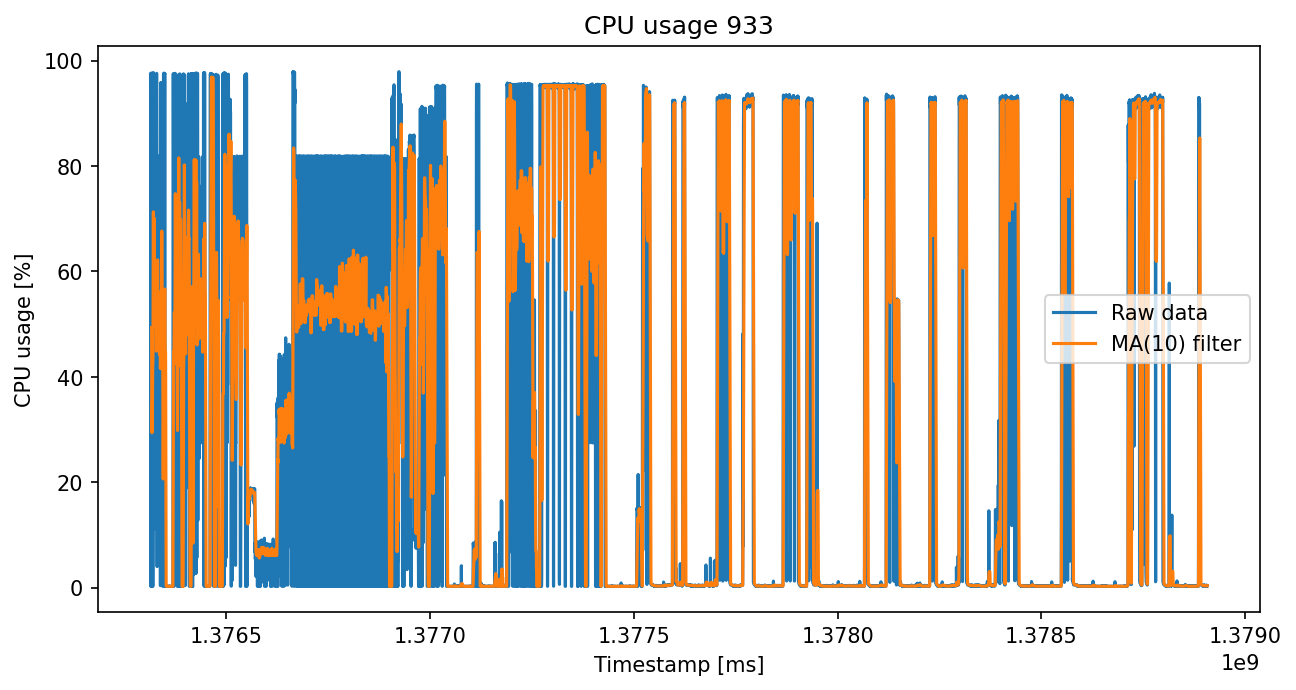 CPU usage 933
100
80
60
40
20
0
CPU usage [%]
Raw data
MA(10) filter
1.3765 1.3770 1.3775 1.3780 1.3785 1.3790
1e9
Timestamp [ms]